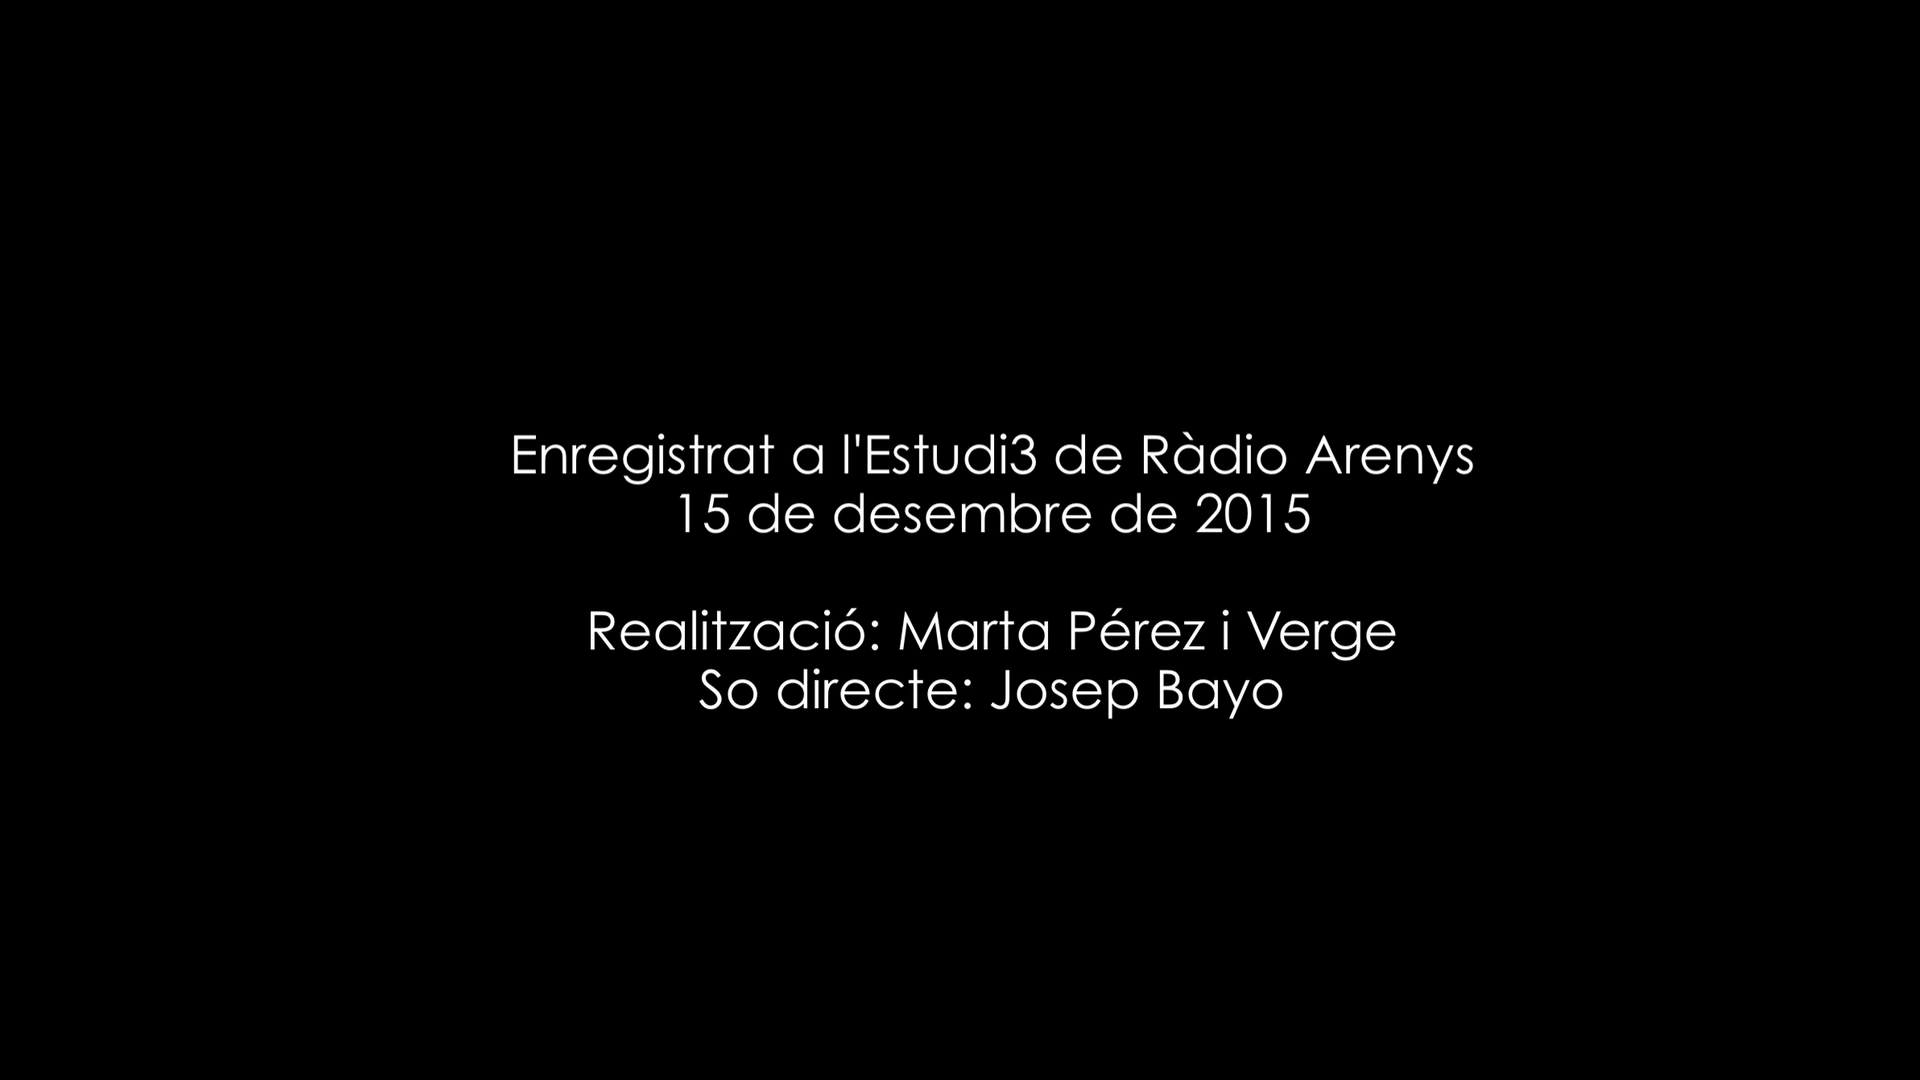 Enregistrat a l'Estudi3 de Ràdio Arenys
15 de desembre de 2015
Realització: Marta Pérez i Verge
So directe: Josep Bayo